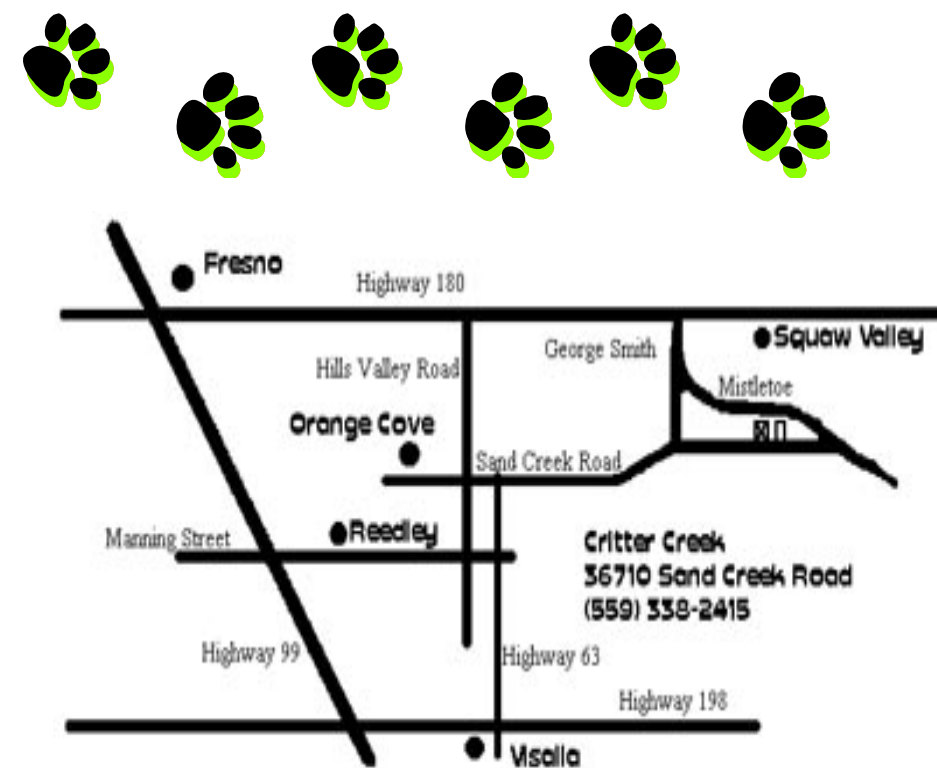 Fresno
Highway 180
Squaw Valley
George Smith
Hills Valley Road
Mistletoe
Orange Cove
Sand Creek Road
Reedley
Manning Street
Critter Creek
36710 Sand Creek Road
(559) 338-2415
Highway 99
Highway 63
Highway 198
Visalia